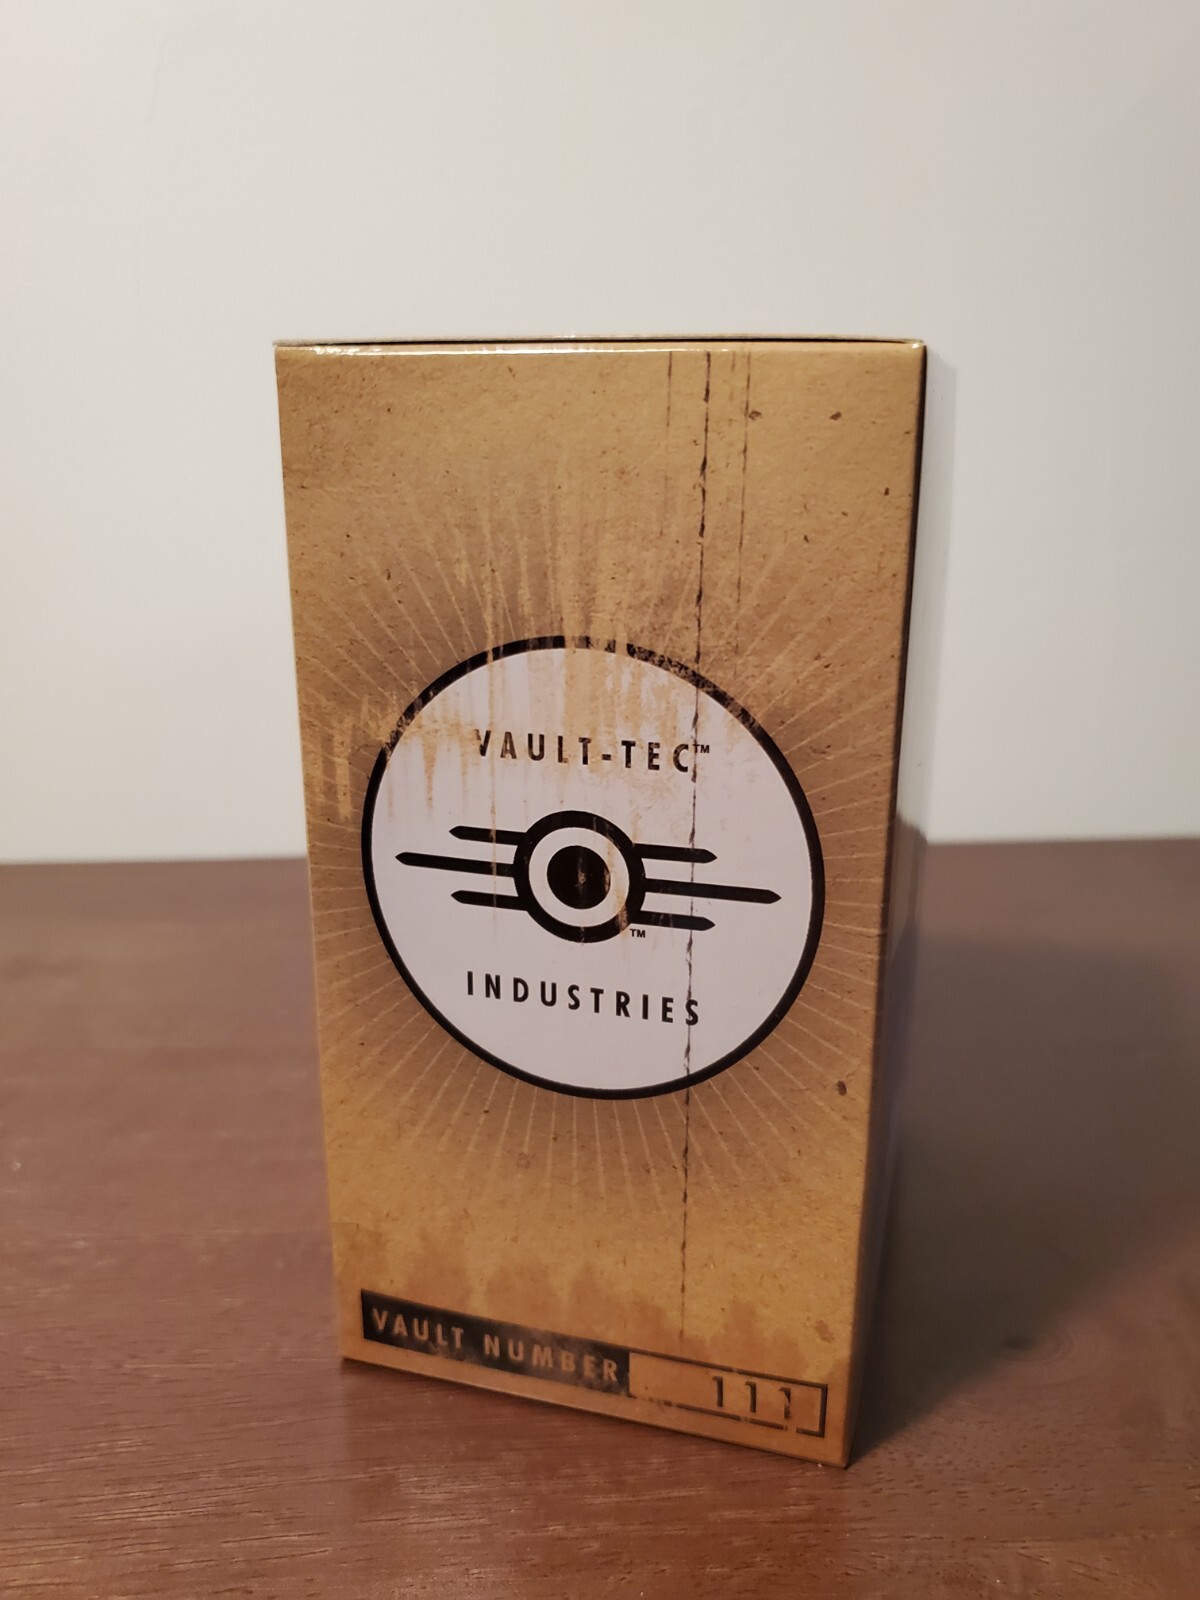 VAULT-TEC™
™
INDUSTRIES
VAULT NUMBER 111